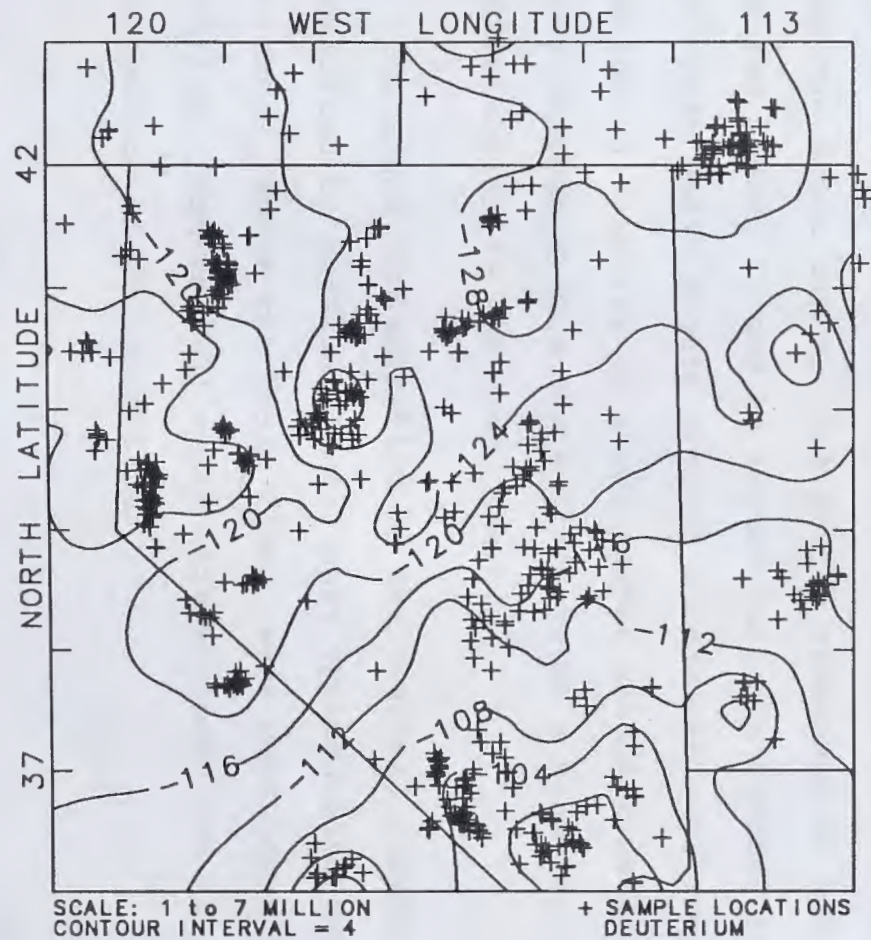 120 WEST LONGITUDE 113
42
NORTH LATITUDE
37
-120
-128
-124
-120
-120
-116
-112
-108
-116
-112
-104
SCALE: 1 to 7 MILLION
CONTOUR INTERVAL = 4
+ SAMPLE LOCATIONS
DEUTERIUM